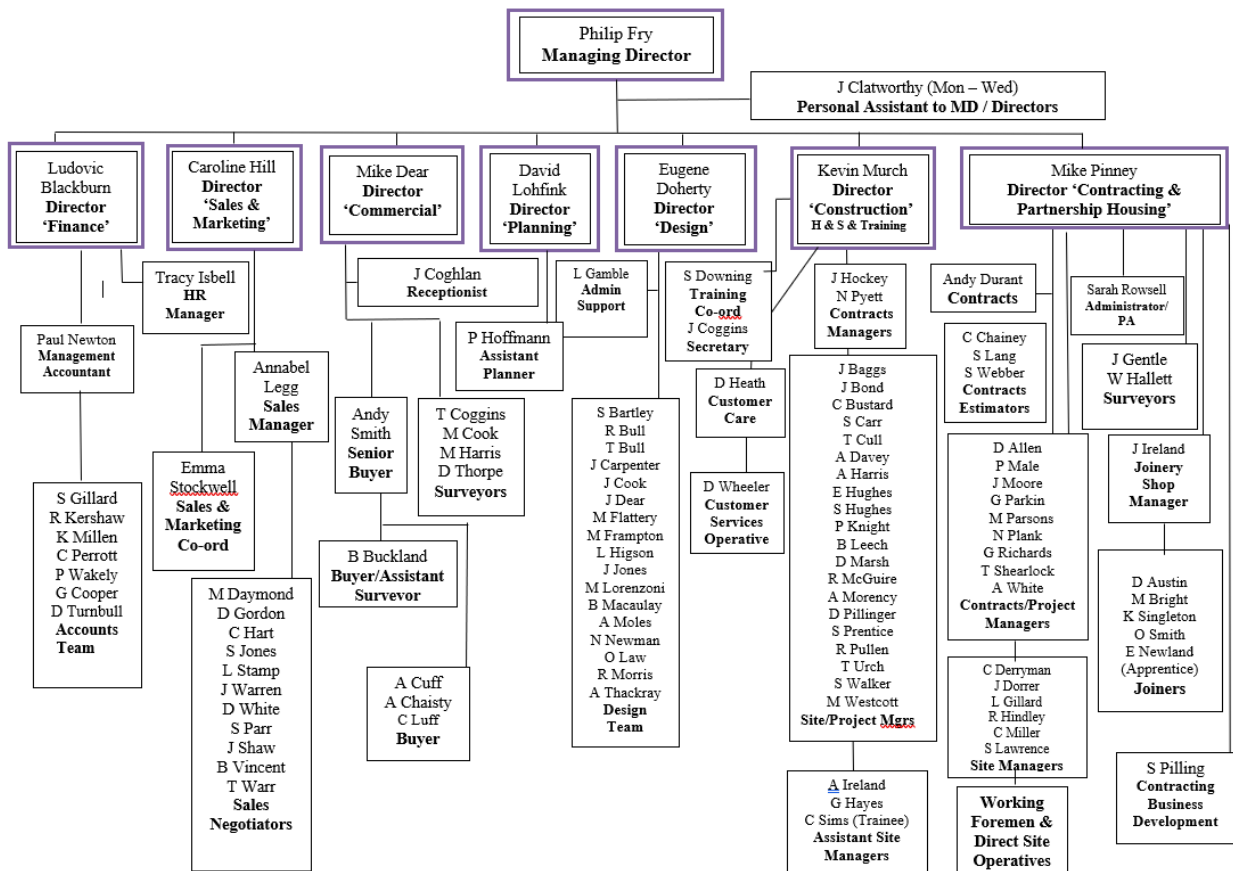 Philip Fry
Managing Director
J Clatworthy (Mon – Wed)
Personal Assistant to MD / Directors
Ludovic
Blackburn
Director
‘Finance’
Caroline Hill
Director
‘Sales &
Marketing’
Mike Dear
Director
‘Commercial’
David
Lohfink
Director
‘Planning’
Eugene
Doherty
Director
‘Design’
Kevin Murch
Director
‘Construction’
H & S & Training
Mike Pinney
Director ‘Contracting &
Partnership Housing’
Tracy Isbell
HR
Manager
J Coghlan
Receptionist
L Gamble
Admin
Support
S Downing
Training
Co-ord
J Coggins
Secretary
J Hockey
N Pyett
Contracts
Managers
Andy Durant
Contracts
Sarah Rowsell
Administrator/
PA
Paul Newton
Management
Accountant
Annabel
Legg
Sales
Manager
P Hoffmann
Assistant
Planner
C Chainey
S Lang
S Webber
Contracts
Estimators
J Gentle
W Hallett
Surveyors
D Heath
Customer
Care
Andy
Smith
Senior
Buyer
T Coggins
M Cook
M Harris
D Thorpe
Surveyors
S Bartley
R Bull
T Bull
J Carpenter
J Cook
J Dear
M Flattery
M Frampton
L Higson
J Jones
M Lorenzoni
B Macaulay
A Moles
N Newman
O Law
R Morris
A Thackray
Design
Team
J Baggs
J Bond
C Bustard
S Carr
T Cull
A Davey
A Harris
E Hughes
S Hughes
P Knight
B Leech
D Marsh
R McGuire
A Morency
D Pillinger
S Prentice
R Pullen
T Urch
S Walker
M Westcott
Site/Project Mgrs
D Allen
P Male
J Moore
G Parkin
M Parsons
N Plank
G Richards
T Shearlock
A White
Contracts/Project
Managers
J Ireland
Joinery
Shop
Manager
Emma
Stockwell
Sales &
Marketing
Co-ord
D Wheeler
Customer
Services
Operative
S Gillard
R Kershaw
K Millen
C Perrott
P Wakely
G Cooper
D Turnbull
Accounts
Team
B Buckland
Buyer/Assistant
Survevor
D Austin
M Bright
K Singleton
O Smith
E Newland
(Apprentice)
Joiners
M Daymond
D Gordon
C Hart
S Jones
L Stamp
J Warren
D White
S Parr
J Shaw
B Vincent
T Warr
Sales
Negotiators
A Cuff
A Chaisty
C Luff
Buyer
C Derryman
J Dorrer
L Gillard
R Hindley
C Miller
S Lawrence
Site Managers
S Pilling
Contracting
Business
Development
A Ireland
G Hayes
C Sims (Trainee)
Assistant Site
Managers
Working
Foremen &
Direct Site
Operatives